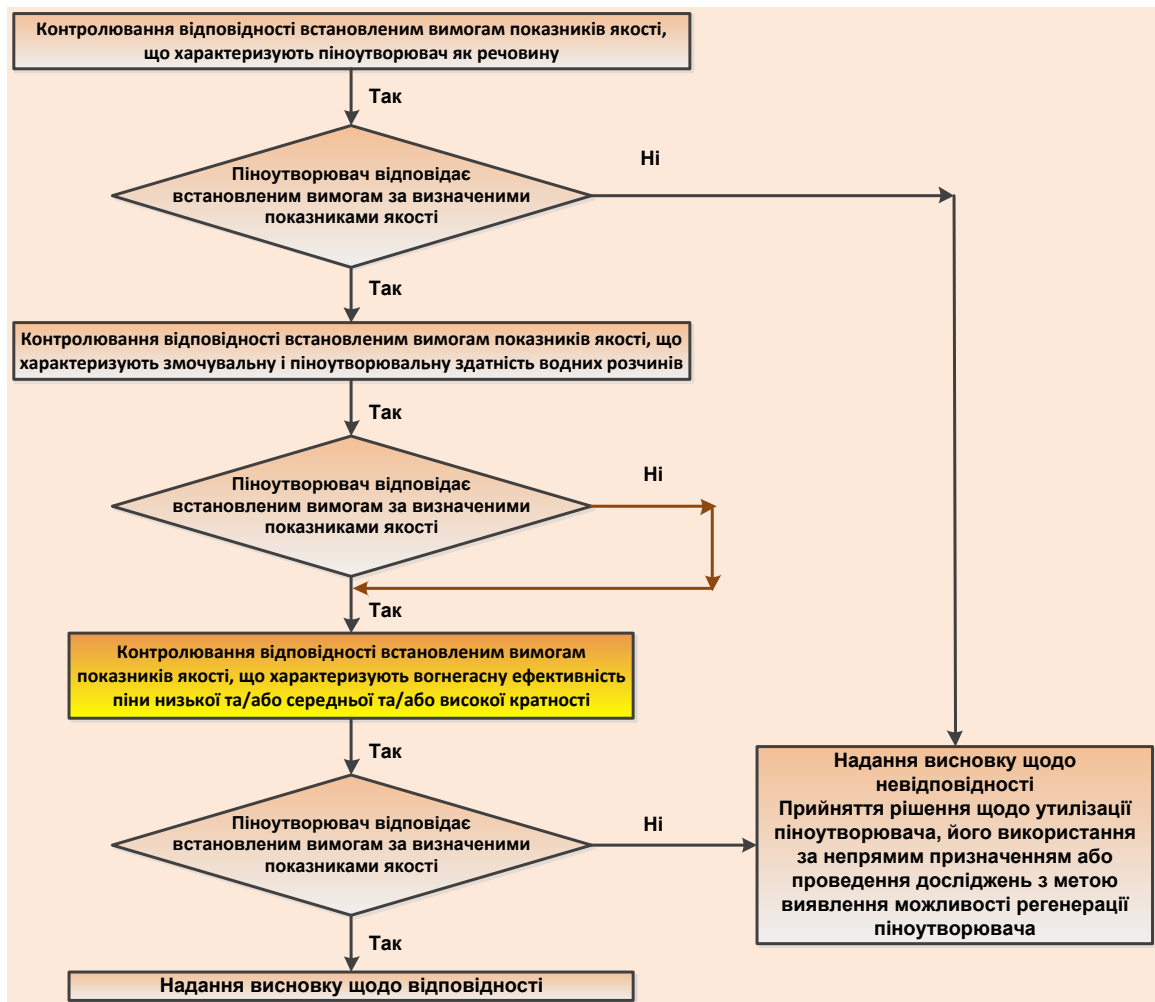 Контролювання відповідності встановленим вимогам показників якості,
що характеризують піноутворювач як речовину
Так
Піноутворювач відповідає
встановленим вимогам за визначеними
показниками якості
Ні
Так
Контролювання відповідності встановленим вимогам показників якості, що
характеризують змочувальну і піноутворювальну здатність водних розчинів
Так
Піноутворювач відповідає
встановленим вимогам за визначеними
показниками якості
Ні
Так
Контролювання відповідності встановленим вимогам
показників якості, що характеризують вогнегасну ефективність
піни низької та/або середньої та/або високої кратності
Так
Піноутворювач відповідає
встановленим вимогам за визначеними
показниками якості
Ні
Надання висновку щодо
невідповідності
Прийняття рішення щодо утилізації
піноутворювача, його використання
за непрямим призначенням або
проведення досліджень з метою
виявлення можливості регенерації
піноутворювача
Так
Надання висновку щодо відповідності